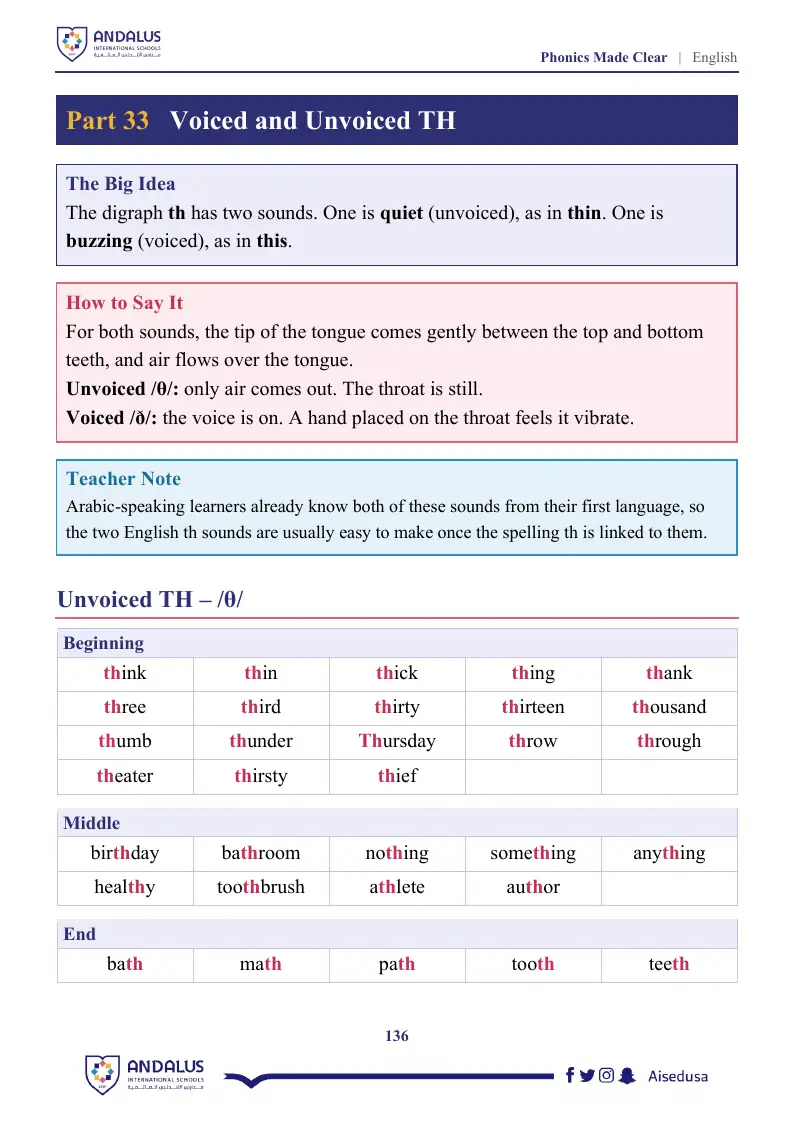 ANDALUS
INTERNATIONAL SCHOOLS
مدارس الأندلس العالمية
Phonics Made Clear | English
Part 33 Voiced and Unvoiced TH
The Big Idea
The digraph th has two sounds. One is quiet (unvoiced), as in thin. One is
buzzing (voiced), as in this.
How to Say It
For both sounds, the tip of the tongue comes gently between the top and bottom
teeth, and air flows over the tongue.
Unvoiced /θ/: only air comes out. The throat is still.
Voiced /ð/: the voice is on. A hand placed on the throat feels it vibrate.
Teacher Note
Arabic-speaking learners already know both of these sounds from their first language, so
the two English th sounds are usually easy to make once the spelling th is linked to them.
Unvoiced TH – /θ/
Beginning
think thin thick thing thank
three third thirty thirteen thousand
thumb thunder Thursday throw through
theater thirsty thief
Middle
birthday bathroom nothing something anything
healthy toothbrush athlete author
End
bath math path tooth teeth
136
ANDALUS
INTERNATIONAL SCHOOLS
مدارس الأندلس العالمية
Aisedusa